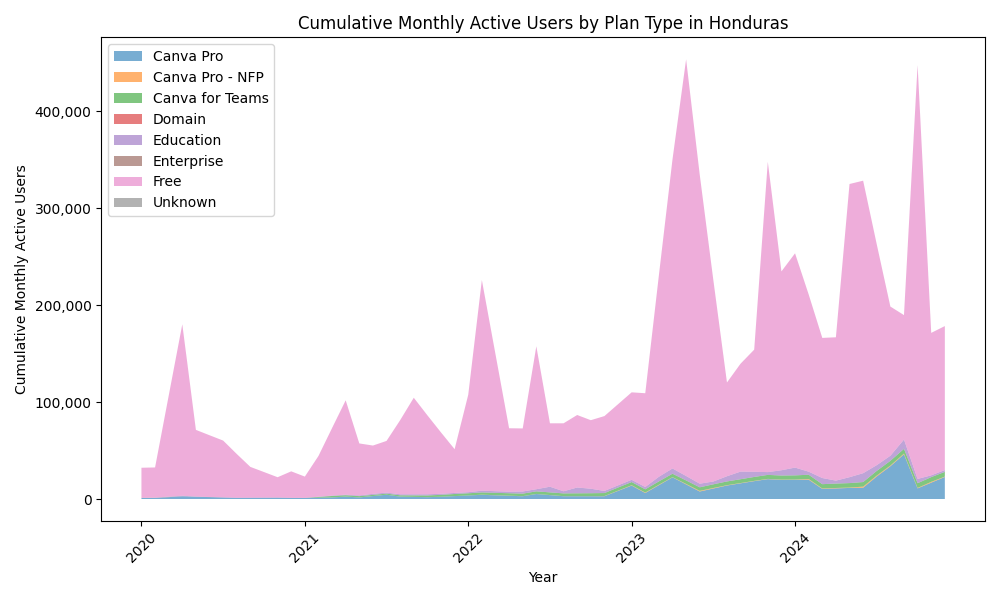 Cumulative Monthly Active Users by Plan Type in Honduras
Canva Pro
Canva Pro - NFP
Canva for Teams
Domain
Education
Enterprise
Free
Unknown
Cumulative Monthly Active Users
400,000
300,000
200,000
100,000
0
2020
2021
2022
2023
2024
Year